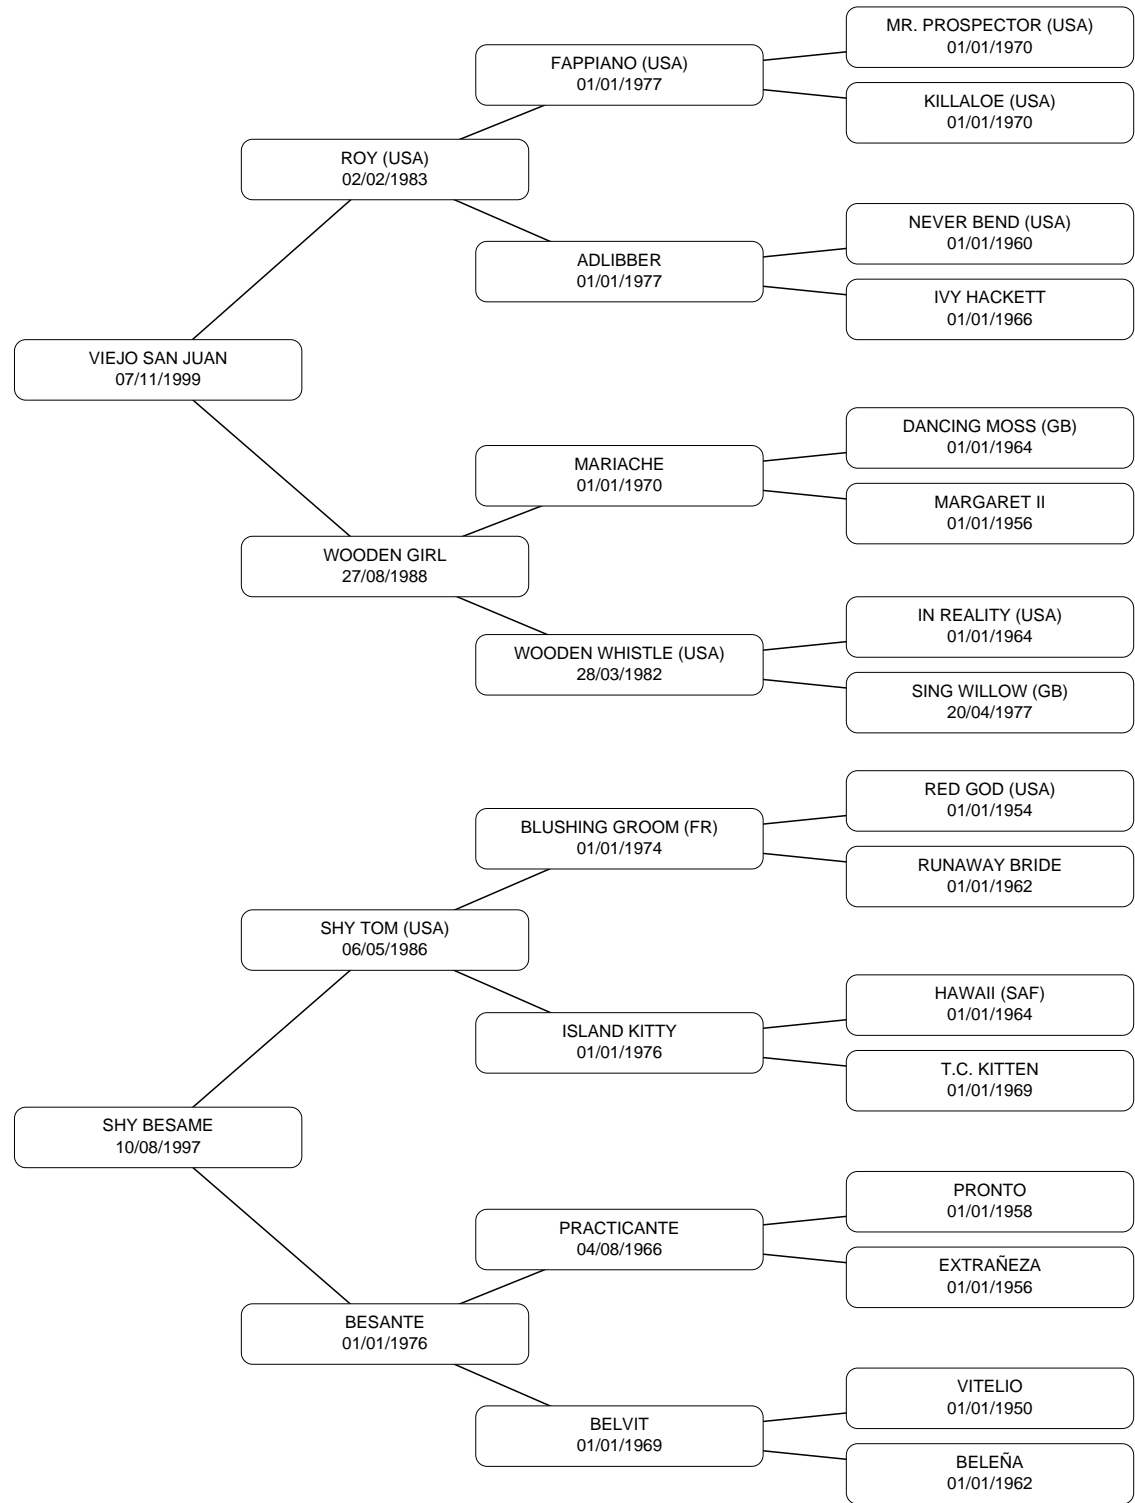 MR. PROSPECTOR (USA)
01/01/1970
FAPPIANO (USA)
01/01/1977
KILLALOE (USA)
01/01/1970
ROY (USA)
02/02/1983
NEVER BEND (USA)
01/01/1960
ADLIBBER
01/01/1977
IVY HACKETT
01/01/1966
VIEJO SAN JUAN
07/11/1999
DANCING MOSS (GB)
01/01/1964
MARIACHE
01/01/1970
MARGARET II
01/01/1956
WOODEN GIRL
27/08/1988
IN REALITY (USA)
01/01/1964
WOODEN WHISTLE (USA)
28/03/1982
SING WILLOW (GB)
20/04/1977
RED GOD (USA)
01/01/1954
BLUSHING GROOM (FR)
01/01/1974
RUNAWAY BRIDE
01/01/1962
SHY TOM (USA)
06/05/1986
HAWAII (SAF)
01/01/1964
ISLAND KITTY
01/01/1976
T.C. KITTEN
01/01/1969
SHY BESAME
10/08/1997
PRONTO
01/01/1958
PRACTICANTE
04/08/1966
EXTRAÑEZA
01/01/1956
BESANTE
01/01/1976
VITELIO
01/01/1950
BELVIT
01/01/1969
BELEÑA
01/01/1962